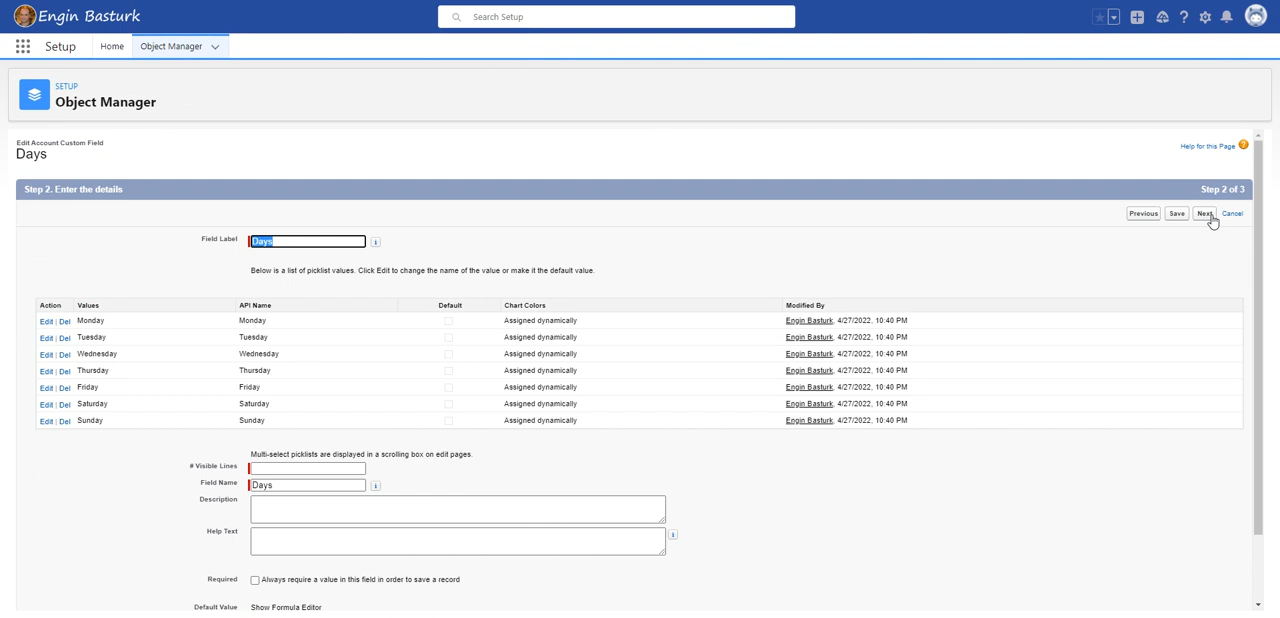 Engin Basturk
Search Setup
Setup
Home
Object Manager
SETUP
Object Manager
Edit Account Custom Field
Days
Help for this Page
Step 2. Enter the details
Step 2 of 3
Previous
Save
Next
Cancel
Field Label
Days
Below is a list of picklist values. Click Edit to change the name of the value or make it the default value.
Action Values API Name Default Chart Colors Modified By
Edit | Del Monday Monday Assigned dynamically Engin Basturk, 4/27/2022, 10:40 PM
Edit | Del Tuesday Tuesday Assigned dynamically Engin Basturk, 4/27/2022, 10:40 PM
Edit | Del Wednesday Wednesday Assigned dynamically Engin Basturk, 4/27/2022, 10:40 PM
Edit | Del Thursday Thursday Assigned dynamically Engin Basturk, 4/27/2022, 10:40 PM
Edit | Del Friday Friday Assigned dynamically Engin Basturk, 4/27/2022, 10:40 PM
Edit | Del Saturday Saturday Assigned dynamically Engin Basturk, 4/27/2022, 10:40 PM
Edit | Del Sunday Sunday Assigned dynamically Engin Basturk, 4/27/2022, 10:40 PM
Multi-select picklists are displayed in a scrolling box on edit pages.
# Visible Lines
Field Name Days
Description
Help Text
Required Always require a value in this field in order to save a record
Default Value Show Formula Editor